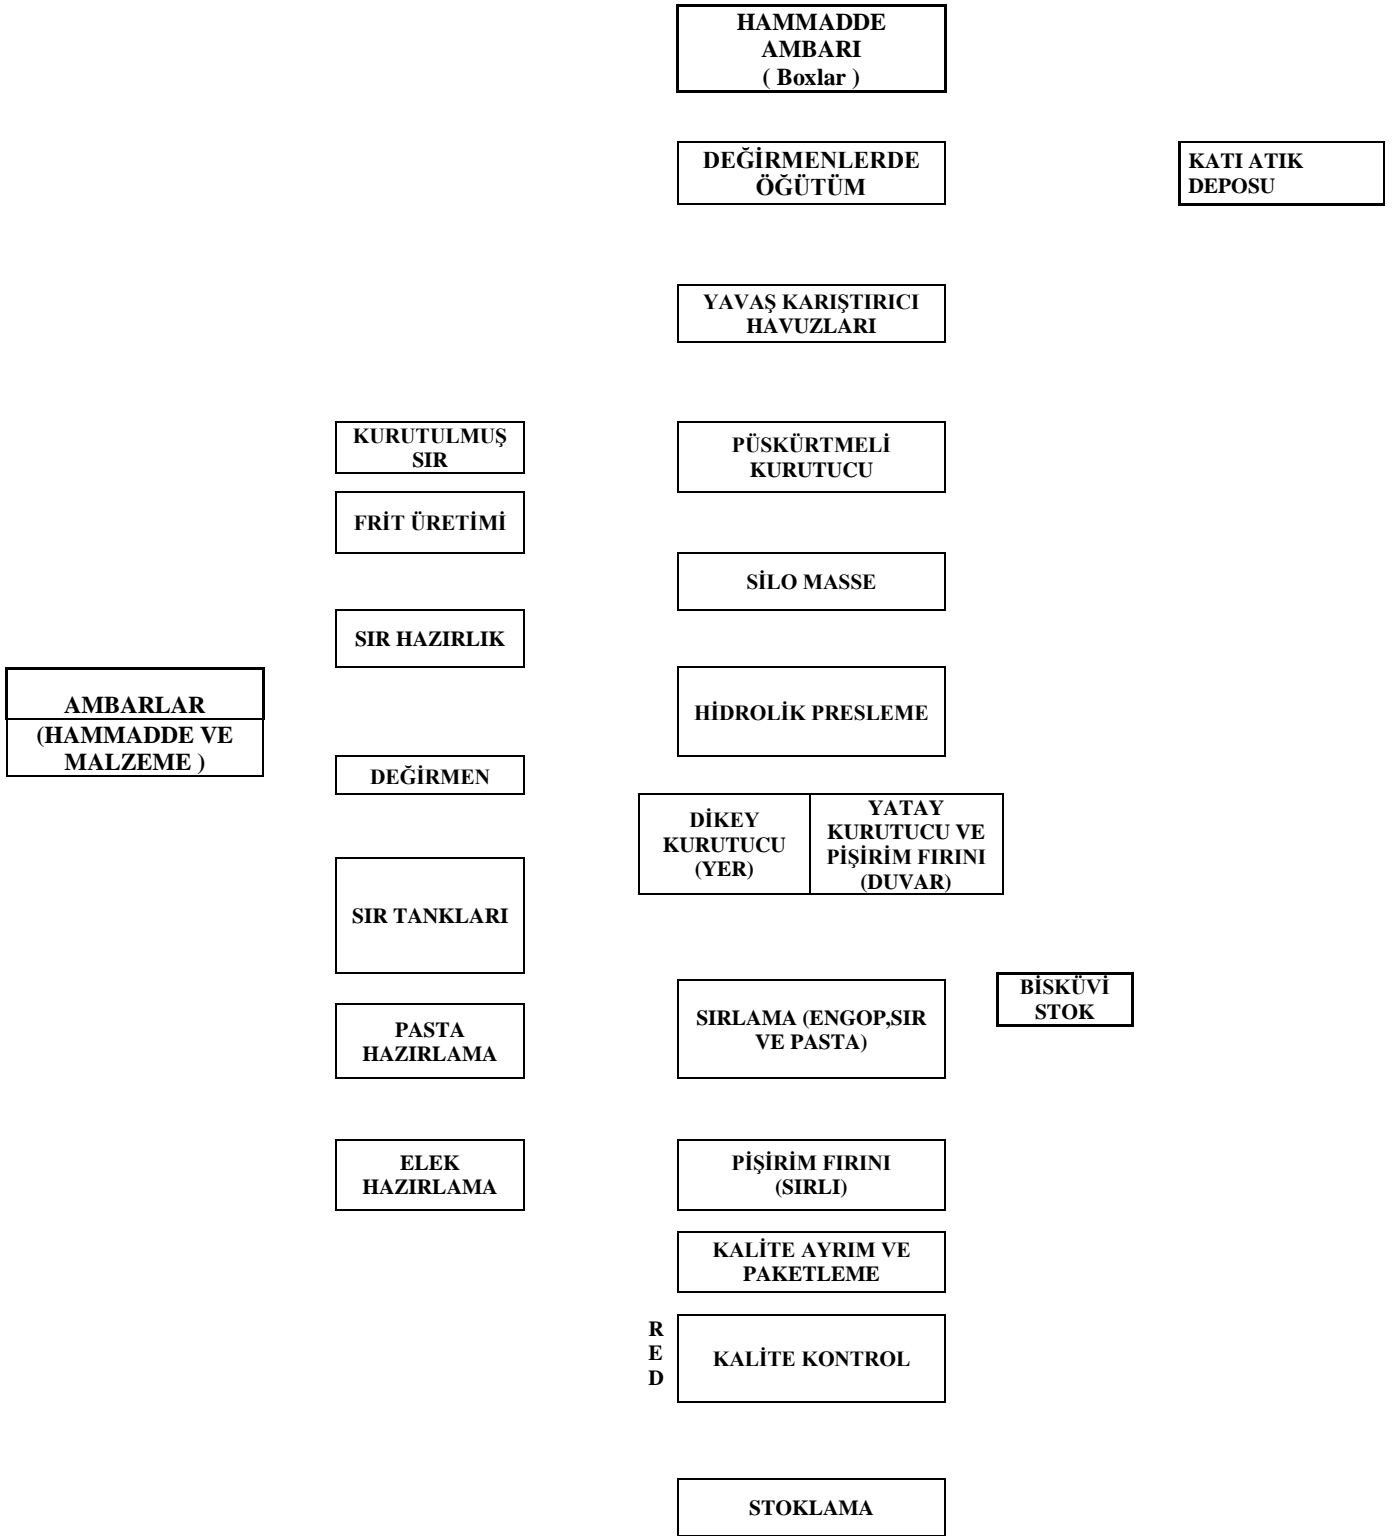 HAMMADDE
AMBARI
( Boxlar )
DEĞİRMENLERDE
ÖĞÜTÜM
KATI ATIK
DEPOSU
YAVAŞ KARIŞTIRICI
HAVUZLARI
KURUTULMUŞ
SIR
PÜSKÜRTMELİ
KURUTUCU
FRİT ÜRETİMİ
SİLO MASSE
SIR HAZIRLIK
AMBARLAR
(HAMMADDE VE
MALZEME )
HİDROLİK PRESLEME
DEĞİRMEN
DİKEY
KURUTUCU
(YER)
YATAY
KURUTUCU VE
PİŞİRİM FIRINI
(DUVAR)
SIR TANKLARI
SIRLAMA (ENGOP,SIR
VE PASTA)
BİSKÜVİ
STOK
PASTA
HAZIRLAMA
ELEK
HAZIRLAMA
PİŞİRİM FIRINI
(SIRLI)
KALİTE AYRIM VE
PAKETLEME
R
E
D
KALİTE KONTROL
STOKLAMA